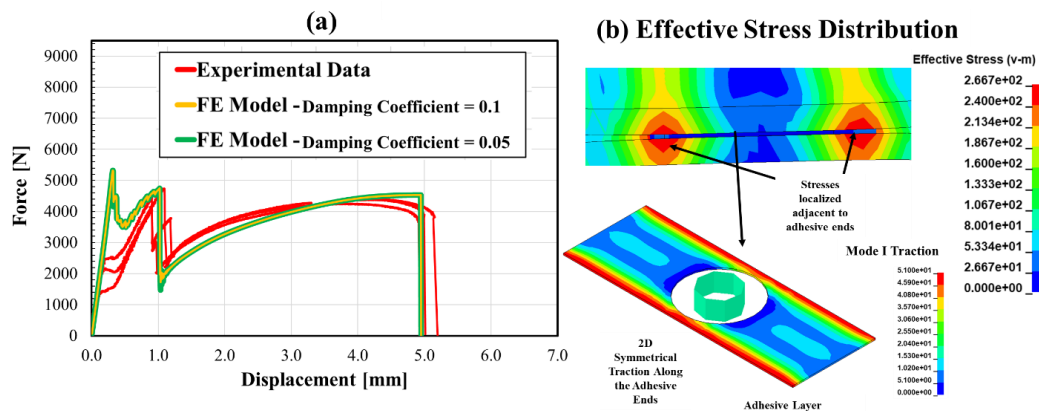 (a)
9000
8000
7000
6000
5000
4000
3000
2000
1000
0
Force [N]
Experimental Data
FE Model - Damping Coefficient = 0.1
FE Model - Damping Coefficient = 0.05
0.0 1.0 2.0 3.0 4.0 5.0 6.0 7.0
Displacement [mm]
(b) Effective Stress Distribution
Effective Stress (v-m)
2.667e+02
2.400e+02
2.134e+02
1.867e+02
1.600e+02
1.333e+02
1.067e+02
8.001e+01
5.334e+01
2.667e+01
0.000e+00
Stresses
localized
adjacent to
adhesive ends
Mode I Traction
5.100e+01
4.590e+01
4.080e+01
3.570e+01
3.060e+01
2.550e+01
2.040e+01
1.530e+01
1.020e+01
5.100e+00
0.000e+00
2D
Symmetrical
Traction Along
the Adhesive
Ends
Adhesive Layer